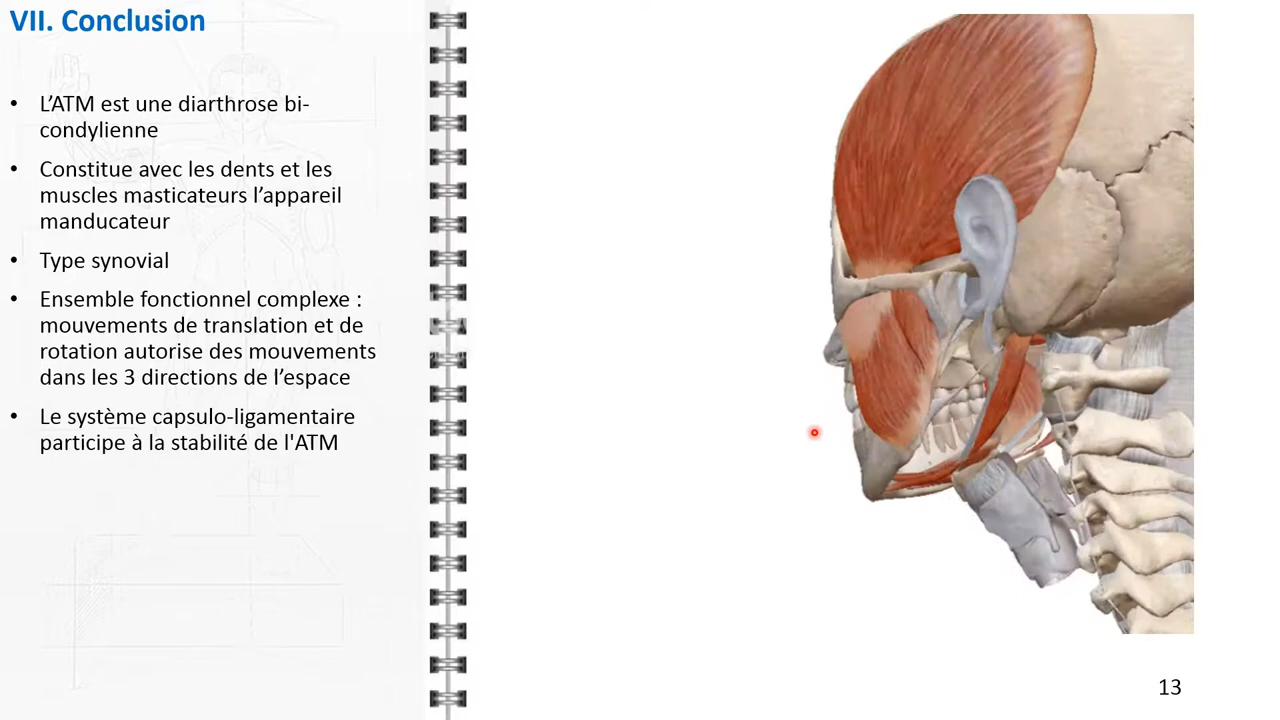 VII. Conclusion
• L’ATM est une diarthrose bi-
condylienne
• Constitue avec les dents et les
muscles masticateurs l’appareil
manducateur
• Type synovial
• Ensemble fonctionnel complexe :
mouvements de translation et de
rotation autorise des mouvements
dans les 3 directions de l’espace
• Le système capsulo-ligamentaire
participe à la stabilité de l'ATM
13